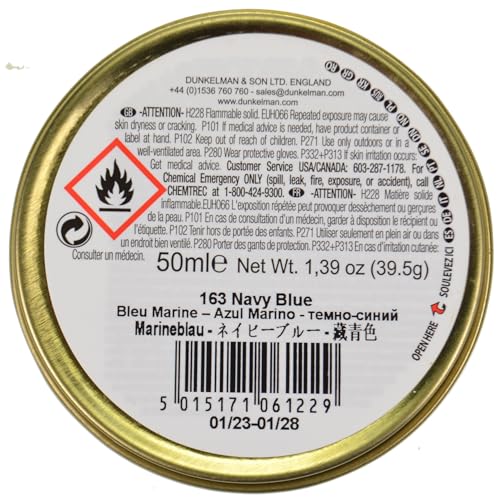 DUNKELMAN & SON LTD. ENGLAND
+44 (0)1536 760 760 - sales@dunkelman.com
www.dunkelman.com
GB -ATTENTION- H228 Flammable solid. EUH066 Repeated exposure may cause
skin dryness or cracking. P101 If medical advice is needed, have product container or
label at hand. P102 Keep out of reach of children. P271 Use only outdoors or in a
well-ventilated area. P280 Wear protective gloves. P332+P313 If skin irritation occurs:
Get medical advice. Customer Service USA/CANADA: 603-287-1178. For
Chemical Emergency ONLY (spill, leak, fire, exposure, or accident), call
CHEMTREC at 1-800-424-9300. FR -ATTENTION- H228 Matière solide
inflammable. EUH066 L'exposition répétée peut provoquer dessèchement ou gerçures
de la peau. P101 En cas de consultation d'un médecin, garder à disposition le récipient ou
l'étiquette. P102 Tenir hors de portée des enfants. P271 Utiliser seulement en plein air ou dans
un endroit bien ventilé. P280 Porter des gants de protection. P332+P313 En cas d'irritation cutanée:
Consulter un médecin.
50ml e Net Wt. 1,39 oz (39.5g)
163 Navy Blue
Bleu Marine – Azul Marino - темно-синий
Marineblau - ネイビーブルー - 藏青色
5 015171 061229
01/23-01/28
OPEN HERE
SOULEVEZ ICI